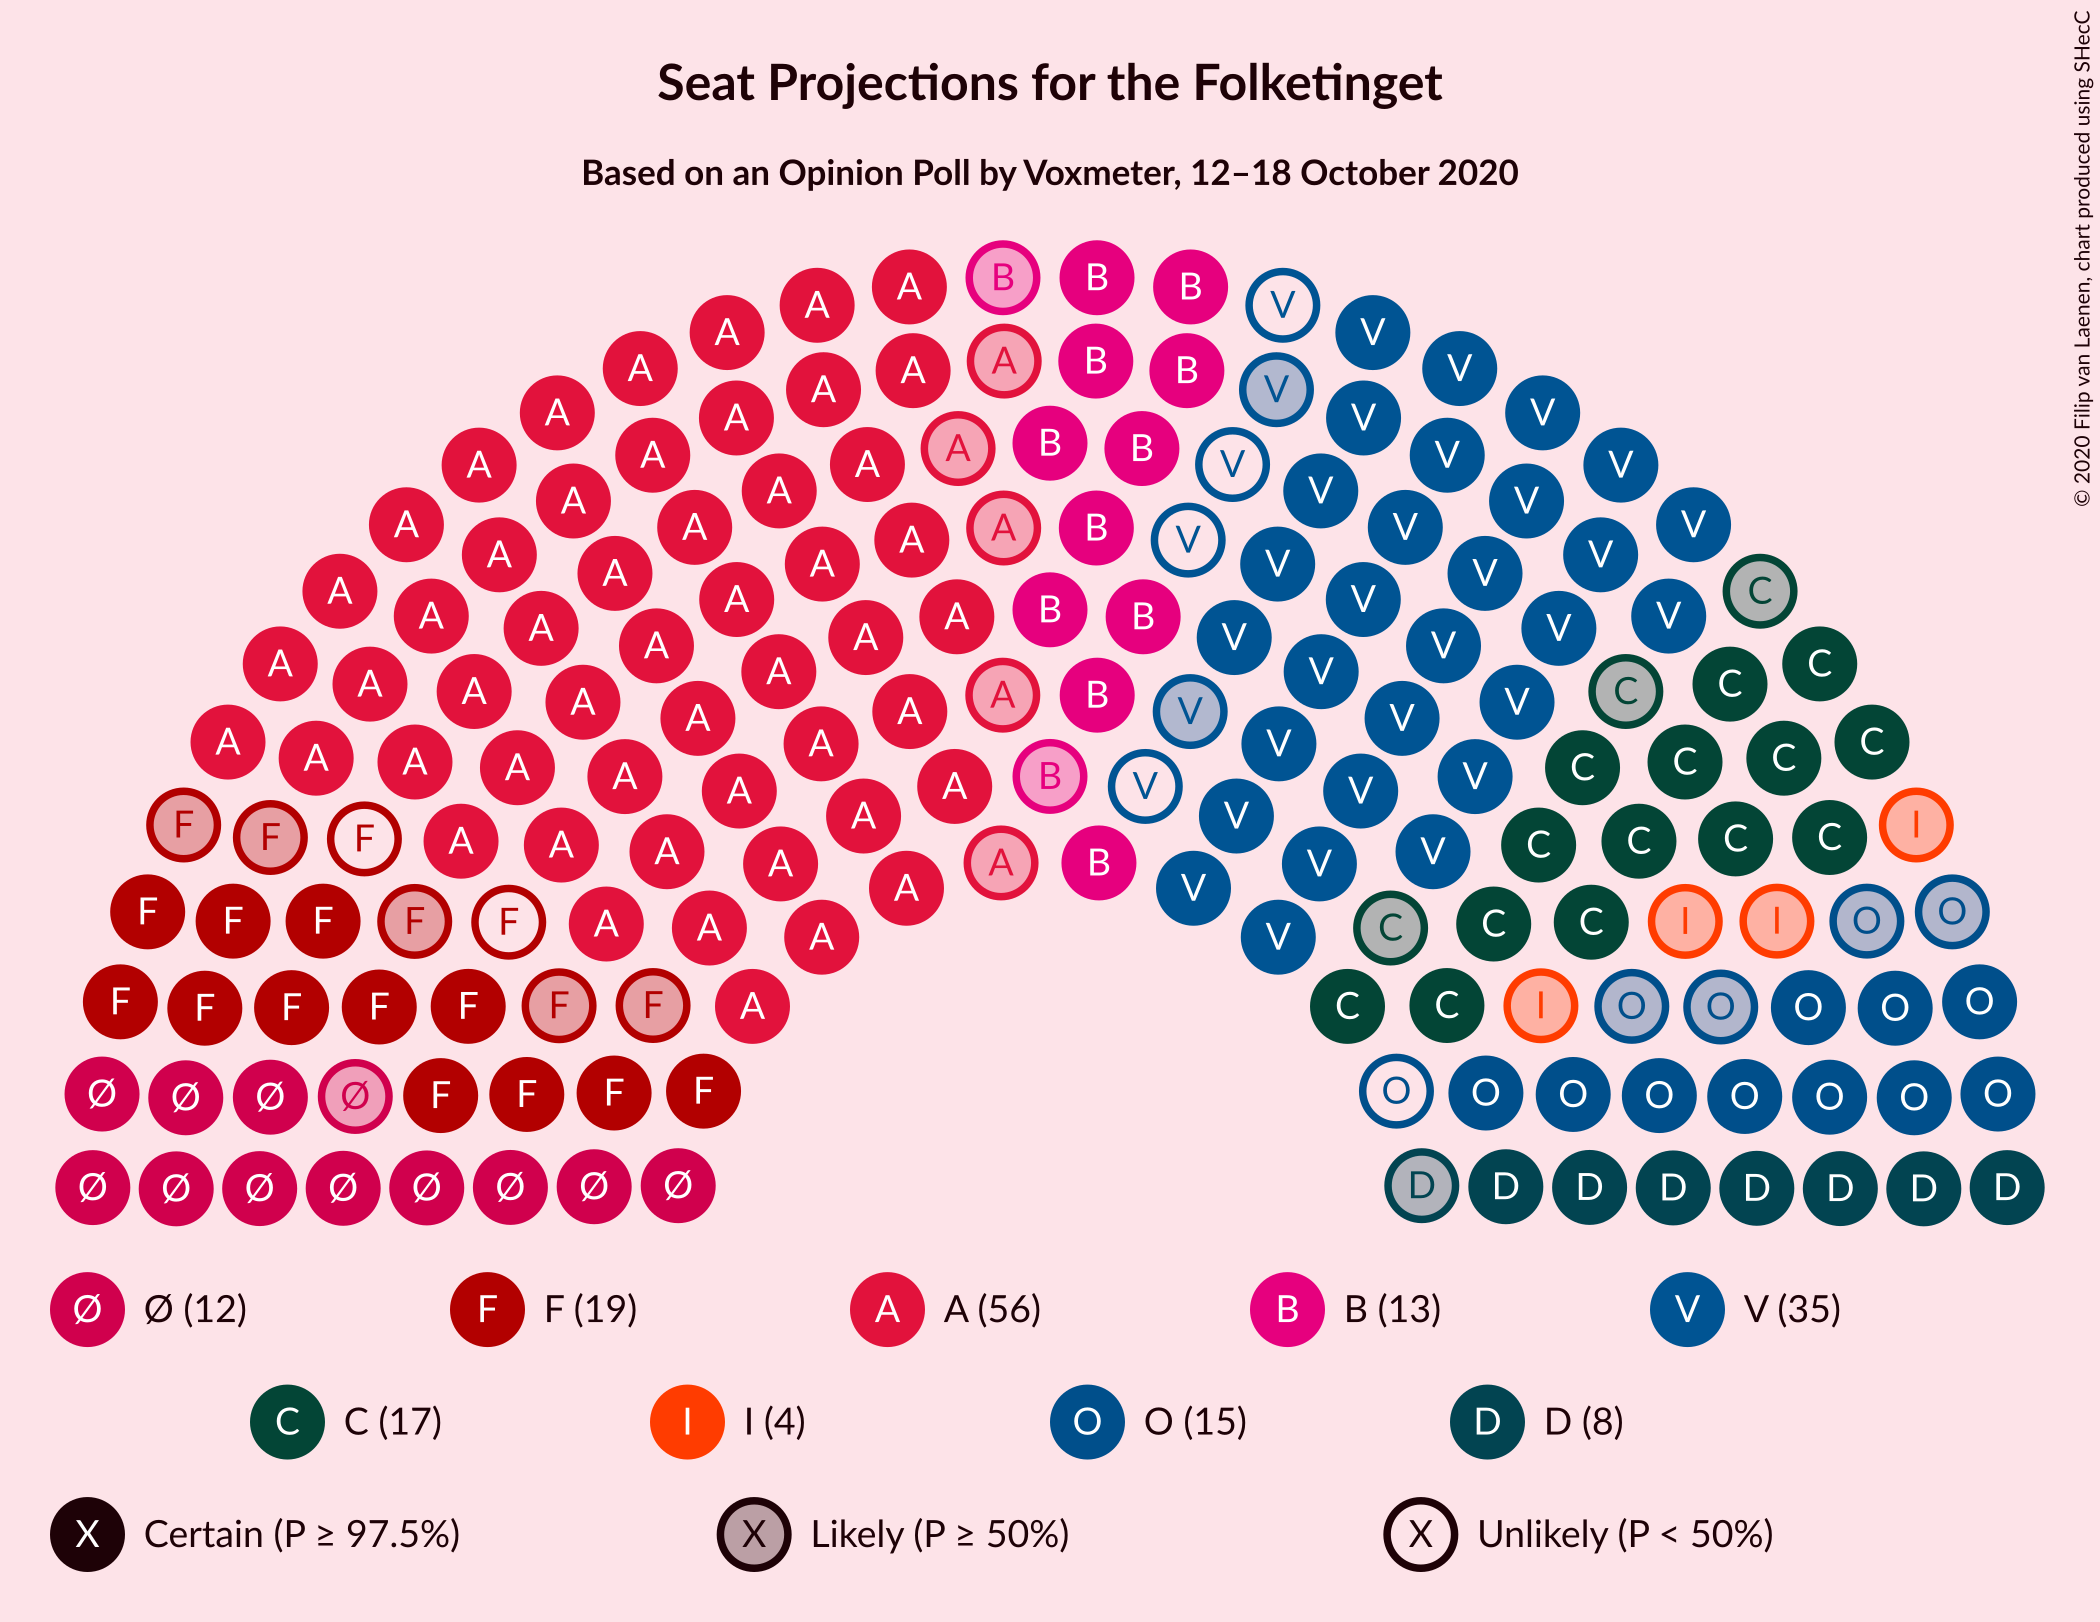 © 2020 Filip van Laenen, chart produced using SHecC
Seat Projections for the Folketinget
Based on an Opinion Poll by Voxmeter, 12–18 October 2020
A B B B
A V
A V
A A A B B V
A V
A A V V
A A B B V
A A V V
A A V V
A A A B V V
A A V V
A A V V
A A V C
A A B B V
A A V V
A V
A A V C
A A A A B V C C
A A V V
A A V C
A A A C C C
A A A B V V V
F A V I
F F A A A V C C C C
A A B V
A V
F F F F F A A A V C C C I I O O
F F F F F F F A C C I O O O O O
Ø Ø Ø Ø F F F F O O O O O O O O
Ø Ø Ø Ø Ø Ø Ø Ø D D D D D D D D
Ø Ø (12) F F (19) A A (56) B B (13) V V (35)
C C (17) I I (4) O O (15) D D (8)
X Certain (P ≥ 97.5%) X Likely (P ≥ 50%) X Unlikely (P < 50%)